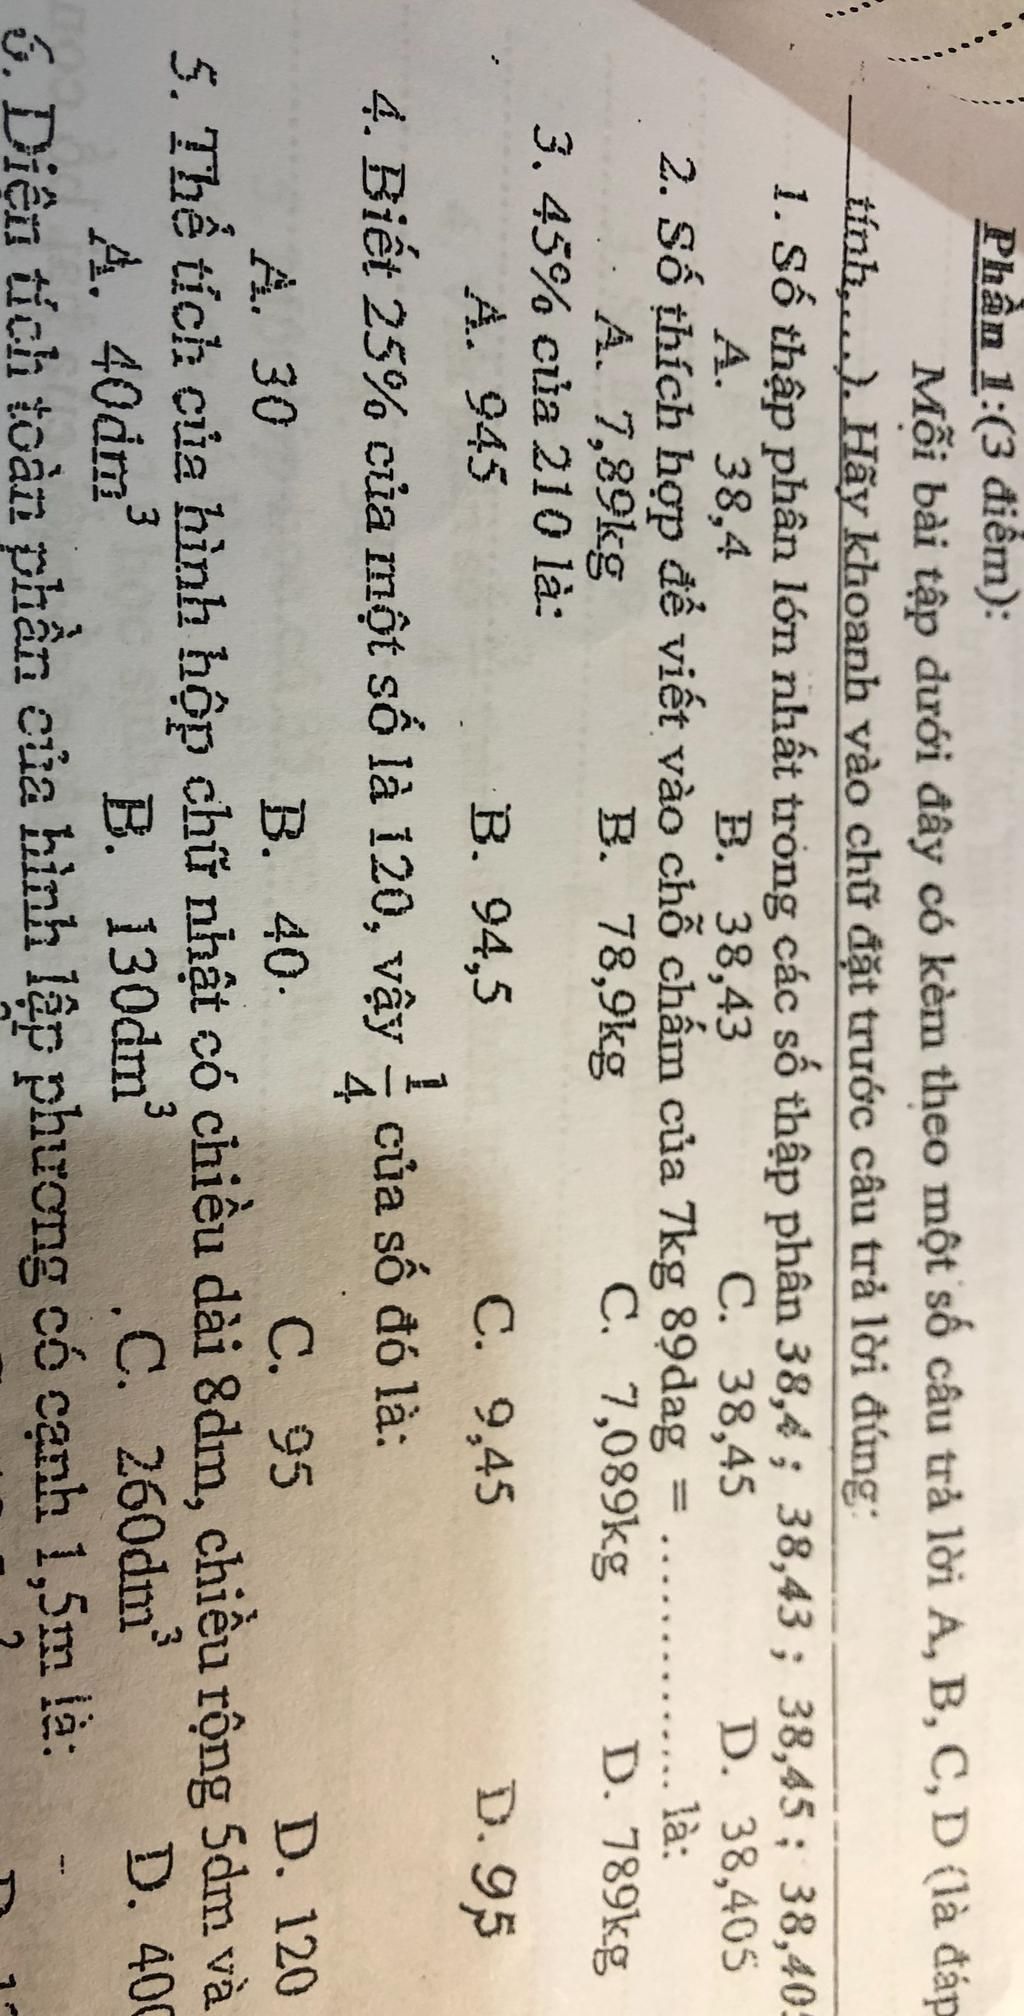 Phần 1:(3 điểm):
Mỗi bài tập dưới đây có kèm theo một số câu trả lời A, B, C, D (là đáp
tính,...). Hãy khoanh vào chữ đặt trước câu trả lời đúng:
1. Số thập phân lớn nhất trong các số thập phân 38,4 ; 38,43 ; 38,45 ; 38,40
A. 38,4 B. 38,43 C. 38,45 D. 38,405
2. Số thích hợp để viết vào chỗ chấm của 7kg 89dag = ............... là:
A. 7,89kg B. 78,9kg C. 7,089kg D. 789kg
3. 45% của 210 là:
A. 945 B. 94,5 C. 9,45 D. 9,5
4. Biết 25% của một số là 120, vậy 1/4 của số đó là:
A. 30 B. 40 C. 95 D. 120
5. Thể tích của hình hộp chữ nhật có chiều dài 8dm, chiều rộng 5dm và
A. 40dm³ B. 130dm³ C. 260dm³ D. 40
6. Diện tích toàn phần của hình lập phương có cạnh 1,5m là: